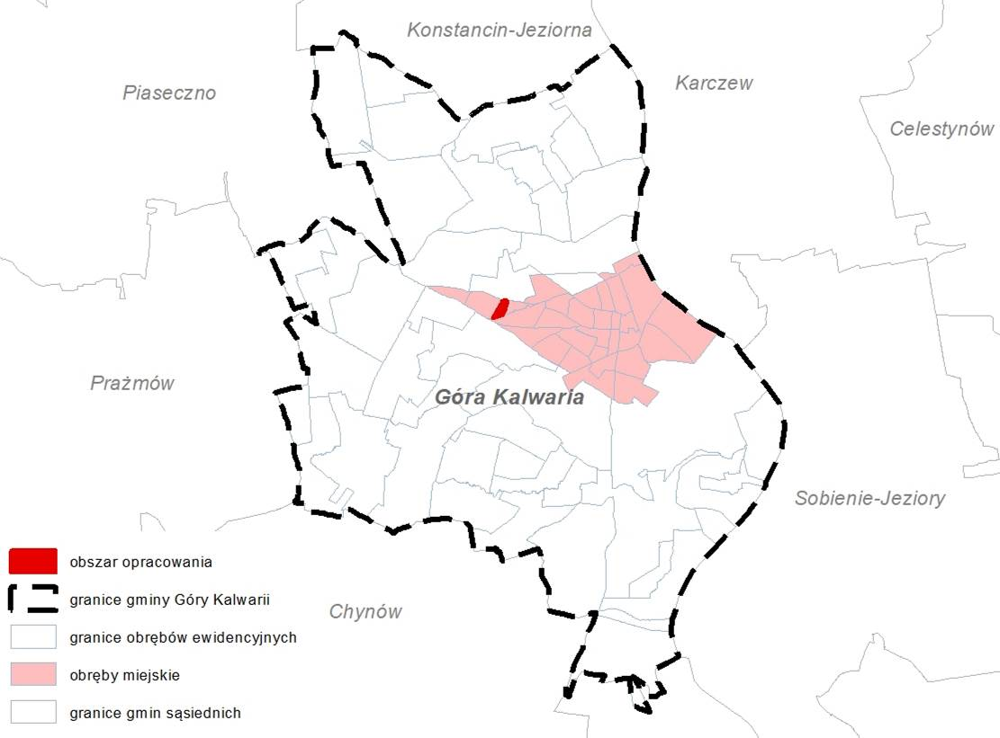 Konstancin-Jeziorna
Piaseczno
Karczew
Celestynów
Prażmów
Góra Kalwaria
Sobienie-Jeziory
Chynów
obszar opracowania
granice gminy Góry Kalwarii
granice obrębów ewidencyjnych
obręby miejskie
granice gmin sąsiednich